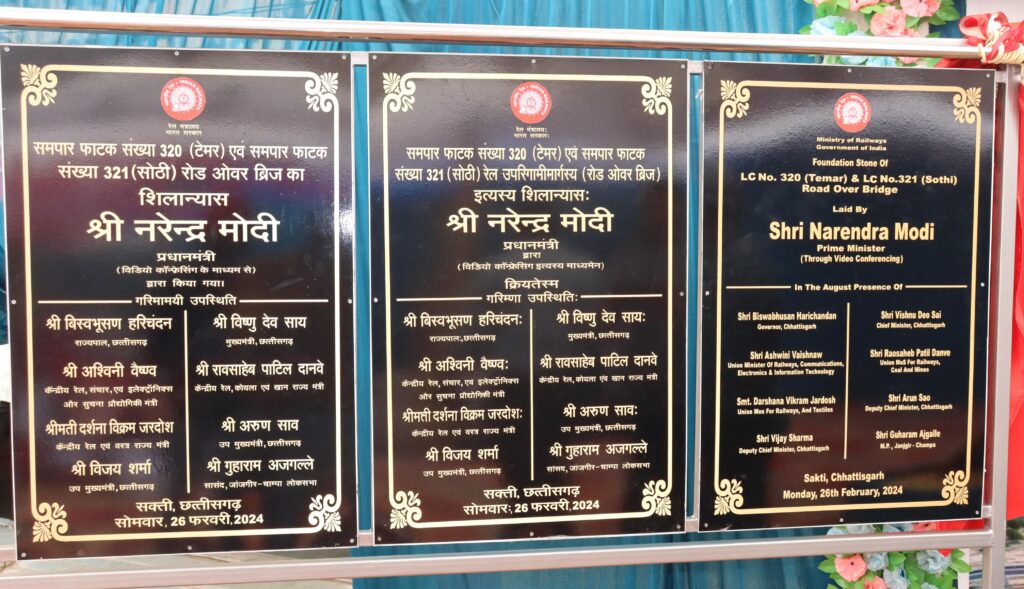 रेल मंत्रालय
भारत सरकार
समपार फाटक संख्या 320 (टेमर) एवं समपार फाटक
संख्या 321 (सोठी) रोड ओवर ब्रिज का
शिलान्यास
श्री नरेन्द्र मोदी
प्रधानमंत्री
(विडियो कॉन्फ्रेसिंग के माध्यम से)
द्वारा किया गया।
गरिमामयी उपस्थिति
श्री बिस्वभूसण हरिचंदन
राज्यपाल, छत्तीसगढ़
श्री विष्णु देव साय
मुख्यमंत्री, छत्तीसगढ़
श्री अश्विनी वैष्णव
केंन्द्रीय रेल, संचार, एवं इलेक्ट्रॉनिक्स
और सुचना प्रोद्योगिकी मंत्री
श्री रावसाहेब पाटिल दानवे
केंन्द्रीय रेल, कोयला एवं खान राज्य मंत्री
श्रीमती दर्शना विक्रम जरदोश
केंन्द्रीय रेल एवं वस्त्र राज्य मंत्री
श्री अरुण साव
उप मुख्यमंत्री, छत्तीसगढ़
श्री विजय शर्मा
उप मुख्यमंत्री, छत्तीसगढ़
श्री गुहाराम अजगल्ले
सांसद, जांजगीर-चाम्पा लोकसभा
सक्ती, छत्तीसगढ़
सोमवार, 26 फरवरी, 2024
रेल मंत्रालयः
भारत सरकारः
समपार फाटक संख्या 320 (टेमर) एवं समपार फाटक
संख्या 321 (सोठी) रेल उपरिगामीमार्गस्य (रोड ओवर ब्रिज)
इत्यस्य शिलान्यासः
श्री नरेन्द्र मोदी
प्रधानमंत्री
द्वारा
(विडियो कॉन्फ्रेसिंग इत्यस्य माध्यमेन)
क्रियतेस्म
गरिम्णा उपस्थितिः
श्री बिस्वभूसण हरिचंदनः
राज्यपाल, छत्तीसगढ़
श्री विष्णु देव सायः
मुख्यमंत्री, छत्तीसगढ़
श्री अश्विनी वैष्णवः
केंन्द्रीय रेल, संचार, एवं इलेक्ट्रॉनिक्स
और सुचना प्रोद्योगिकी मंत्री
श्री रावसाहेब पाटिल दानवे
केंन्द्रीय रेल, कोयला एवं खान राज्य मंत्री
श्रीमती दर्शना विक्रम जरदोशः
केंन्द्रीय रेल एवं वस्त्र राज्य मंत्री
श्री अरुण सावः
उप मुख्यमंत्री, छत्तीसगढ़
श्री विजय शर्मा
उप मुख्यमंत्री, छत्तीसगढ़
श्री गुहाराम अजगल्ले
सांसद, जांजगीर-चाम्पा लोकसभा
सक्ती, छत्तीसगढ़
सोमवारः 26 फरवरी, 2024
Ministry of Railways
Government of India
Foundation Stone Of
LC No. 320 (Temar) & LC No.321 (Sothi)
Road Over Bridge
Laid By
Shri Narendra Modi
Prime Minister
(Through Video Conferencing)
In The August Presence Of
Shri Biswabhusan Harichandan
Governor, Chhattisgarh
Shri Vishnu Deo Sai
Chief Minister, Chhattisgarh
Shri Ashwini Vaishnaw
Union Minister Of Railways, Communications,
Electronics & Information Technology
Shri Raosaheb Patil Danve
Union MoS For Railways,
Coal And Mines
Smt. Darshana Vikram Jardosh
Union Mos For Railways, And Textiles
Shri Arun Sao
Deputy Chief Minister, Chhattisgarh
Shri Vijay Sharma
Deputy Chief Minister, Chhattisgarh
Shri Guharam Ajgalle
M.P., Janjgir - Champa
Sakti, Chhattisgarh
Monday, 26th February, 2024